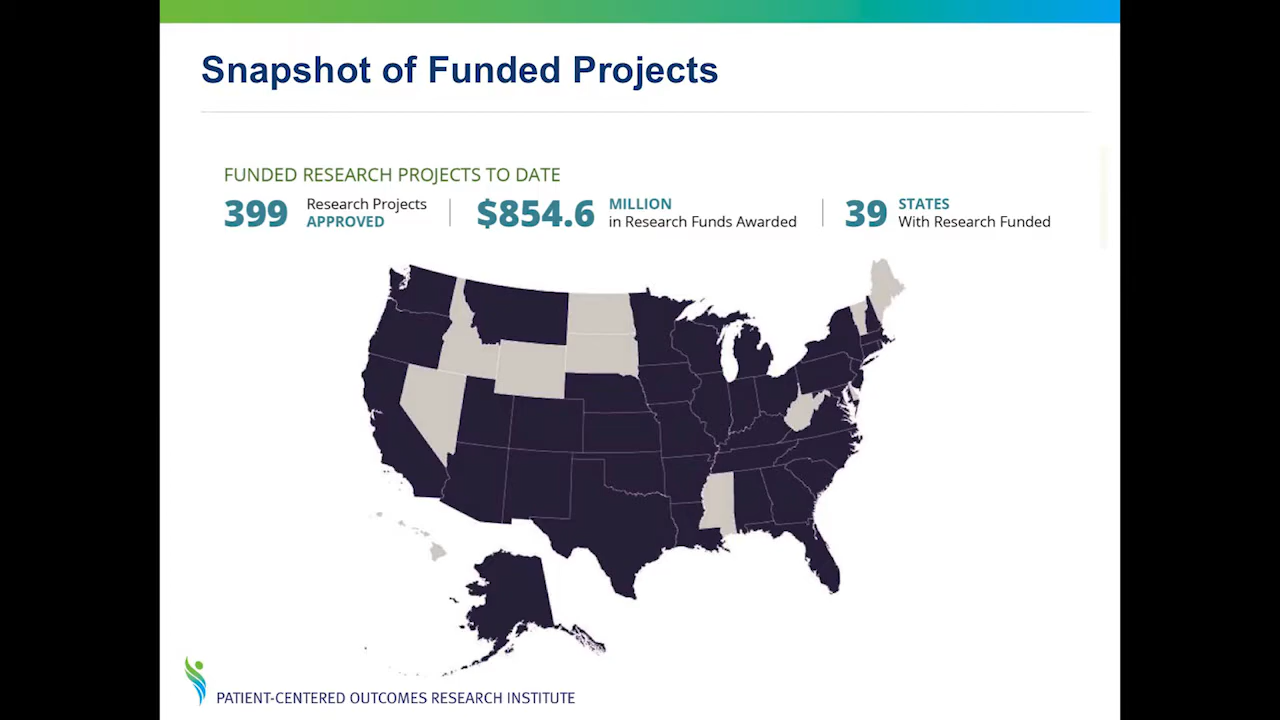 Snapshot of Funded Projects
FUNDED RESEARCH PROJECTS TO DATE
399 Research Projects APPROVED
$854.6 MILLION in Research Funds Awarded
39 STATES With Research Funded
PATIENT-CENTERED OUTCOMES RESEARCH INSTITUTE